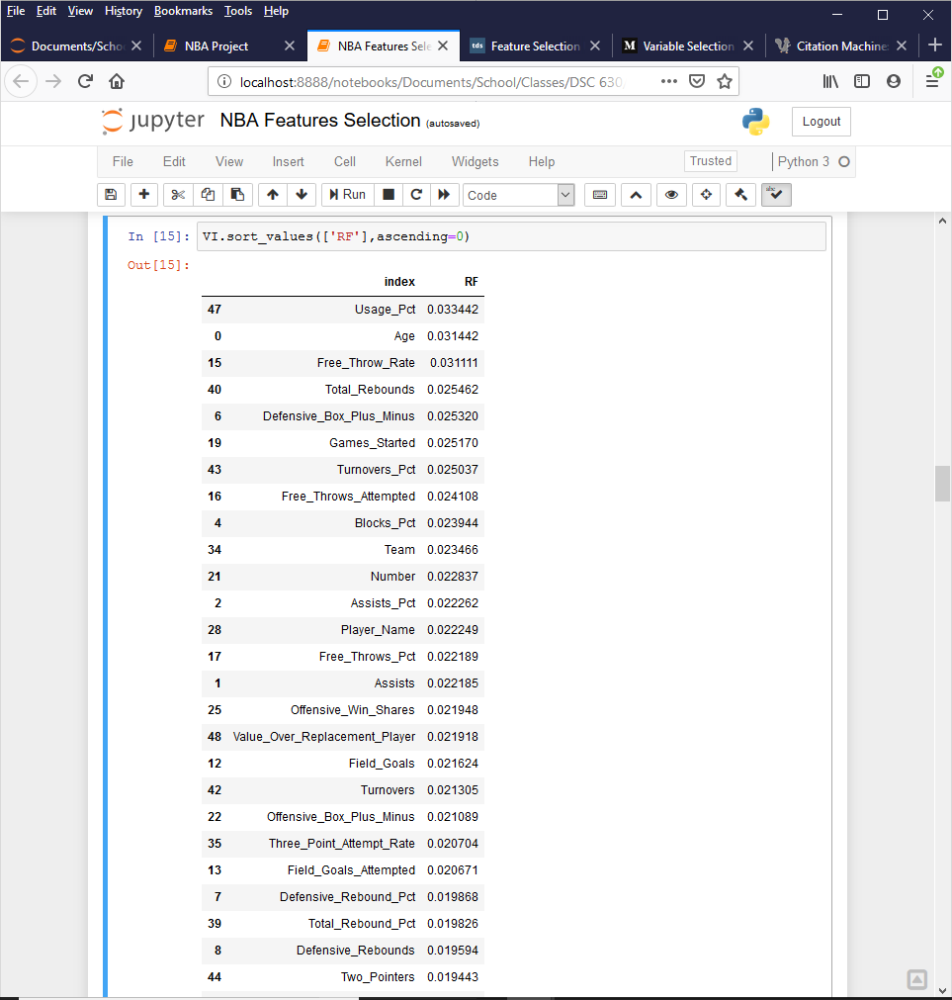 File Edit View History Bookmarks Tools Help
Documents/Scho NBA Project NBA Features Sele tds Feature Selection M Variable Selection Citation Machine:
localhost:8888/notebooks/Documents/School/Classes/DSC 630/
jupyter NBA Features Selection (autosaved) Logout
File Edit View Insert Cell Kernel Widgets Help Trusted Python 3
Run Code abc
In [15]: VI.sort_values(['RF'],ascending=0)
Out[15]:
index RF
47 Usage_Pct 0.033442
0 Age 0.031442
15 Free_Throw_Rate 0.031111
40 Total_Rebounds 0.025462
6 Defensive_Box_Plus_Minus 0.025320
19 Games_Started 0.025170
43 Turnovers_Pct 0.025037
16 Free_Throws_Attempted 0.024108
4 Blocks_Pct 0.023944
34 Team 0.023466
21 Number 0.022837
2 Assists_Pct 0.022262
28 Player_Name 0.022249
17 Free_Throws_Pct 0.022189
1 Assists 0.022185
25 Offensive_Win_Shares 0.021948
48 Value_Over_Replacement_Player 0.021918
12 Field_Goals 0.021624
42 Turnovers 0.021305
22 Offensive_Box_Plus_Minus 0.021089
35 Three_Point_Attempt_Rate 0.020704
13 Field_Goals_Attempted 0.020671
7 Defensive_Rebound_Pct 0.019868
39 Total_Rebound_Pct 0.019826
8 Defensive_Rebounds 0.019594
44 Two_Pointers 0.019443